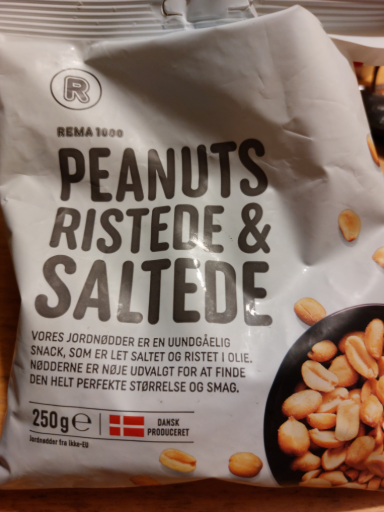 R
REMA 1000
PEANUTS
RISTEDE &
SALTEDE
VORES JORDNØDDER ER EN UUNDGÅELIG
SNACK, SOM ER LET SALTET OG RISTET I OLIE.
NØDDERNE ER NØJE UDVALGT FOR AT FINDE
DEN HELT PERFEKTE STØRRELSE OG SMAG.
250 g ℮
DANSK
PRODUCERET
Jordnødder fra Ikke-EU